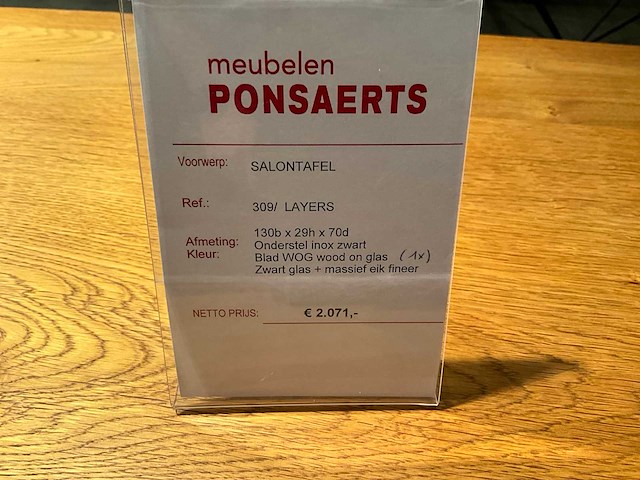 meubelen
PONSAERTS
Voorwerp: SALONTAFEL
Ref.: 309/ LAYERS
Afmeting: 130b x 29h x 70d
Kleur: Onderstel inox zwart
Blad WOG wood on glas (1x)
Zwart glas + massief eik fineer
NETTO PRIJS: € 2.071,-